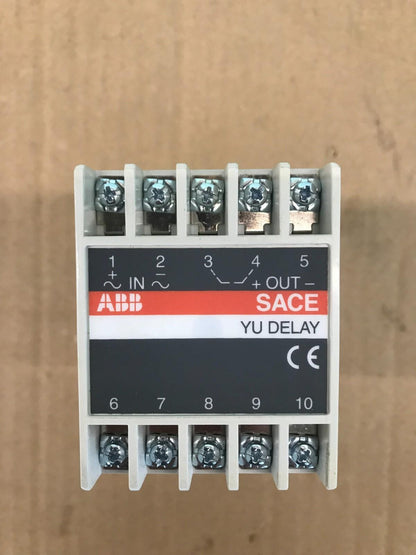 1 2 3 4 5
+ − 
~ IN ~ + OUT −
ABB SACE
YU DELAY
CE
6 7 8 9 10